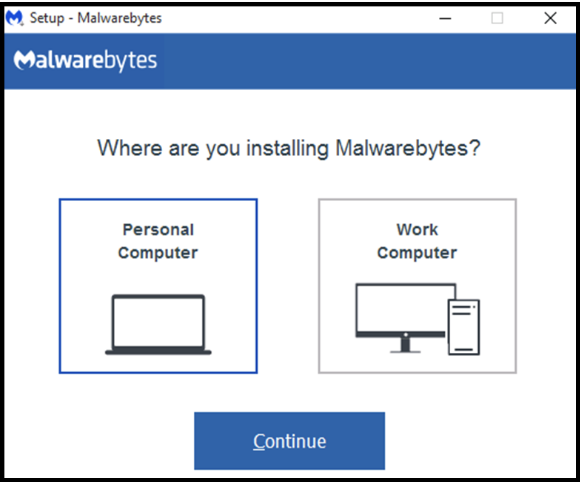 Setup - Malwarebytes
Malwarebytes
Where are you installing Malwarebytes?
Personal
Computer
Work
Computer
Continue